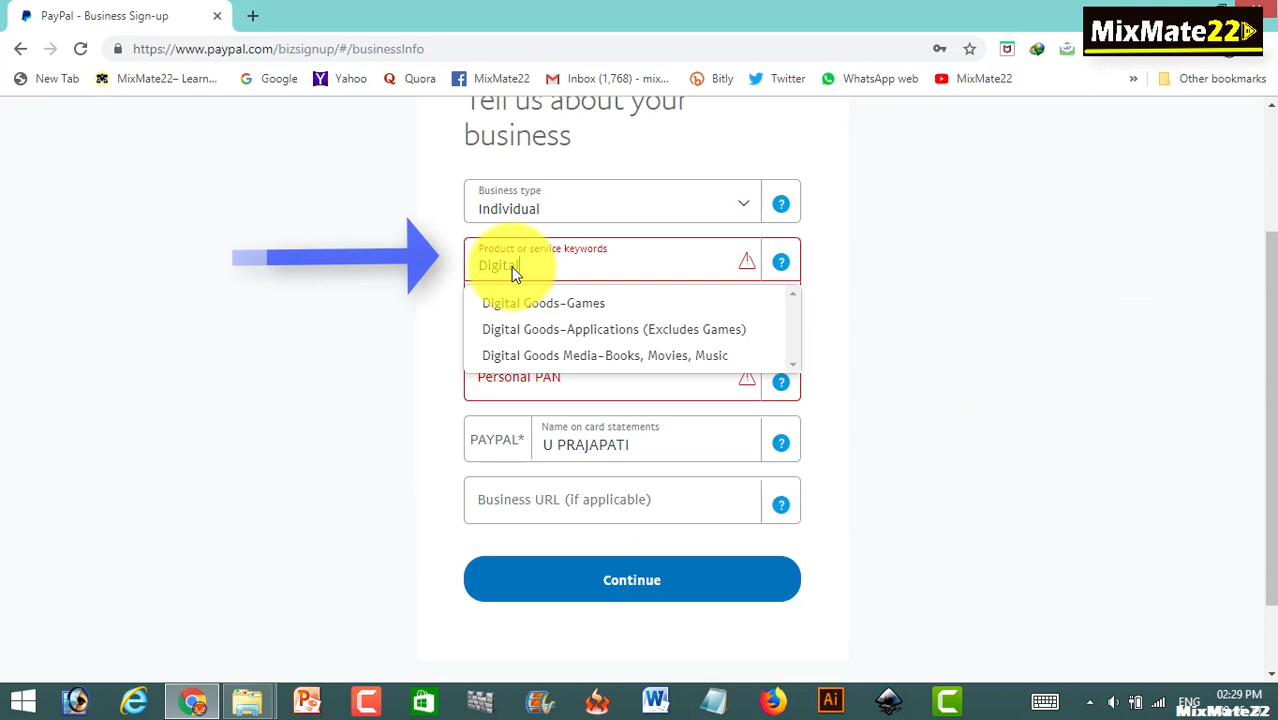 PayPal - Business Sign-up
MixMate22
https://www.paypal.com/bizsignup/#/businessInfo
New Tab MixMate22– Learn... Google Yahoo Quora MixMate22 Inbox (1,768) - mix... Bitly Twitter WhatsApp web MixMate22 » Other bookmarks
Tell us about your
business
Business type
Individual
Product or service keywords
Digital
Digital Goods-Games
Digital Goods-Applications (Excludes Games)
Digital Goods Media-Books, Movies, Music
Personal PAN
PAYPAL*
Name on card statements
U PRAJAPATI
Business URL (if applicable)
Continue
ENG
02:29 PM
MixMate22